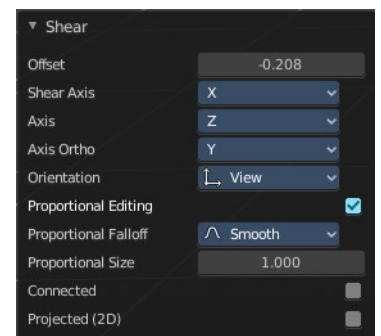 Shear
Offset -0.208
Shear Axis X
Axis Z
Axis Ortho Y
Orientation View
Proportional Editing
Proportional Falloff Smooth
Proportional Size 1.000
Connected
Projected (2D)